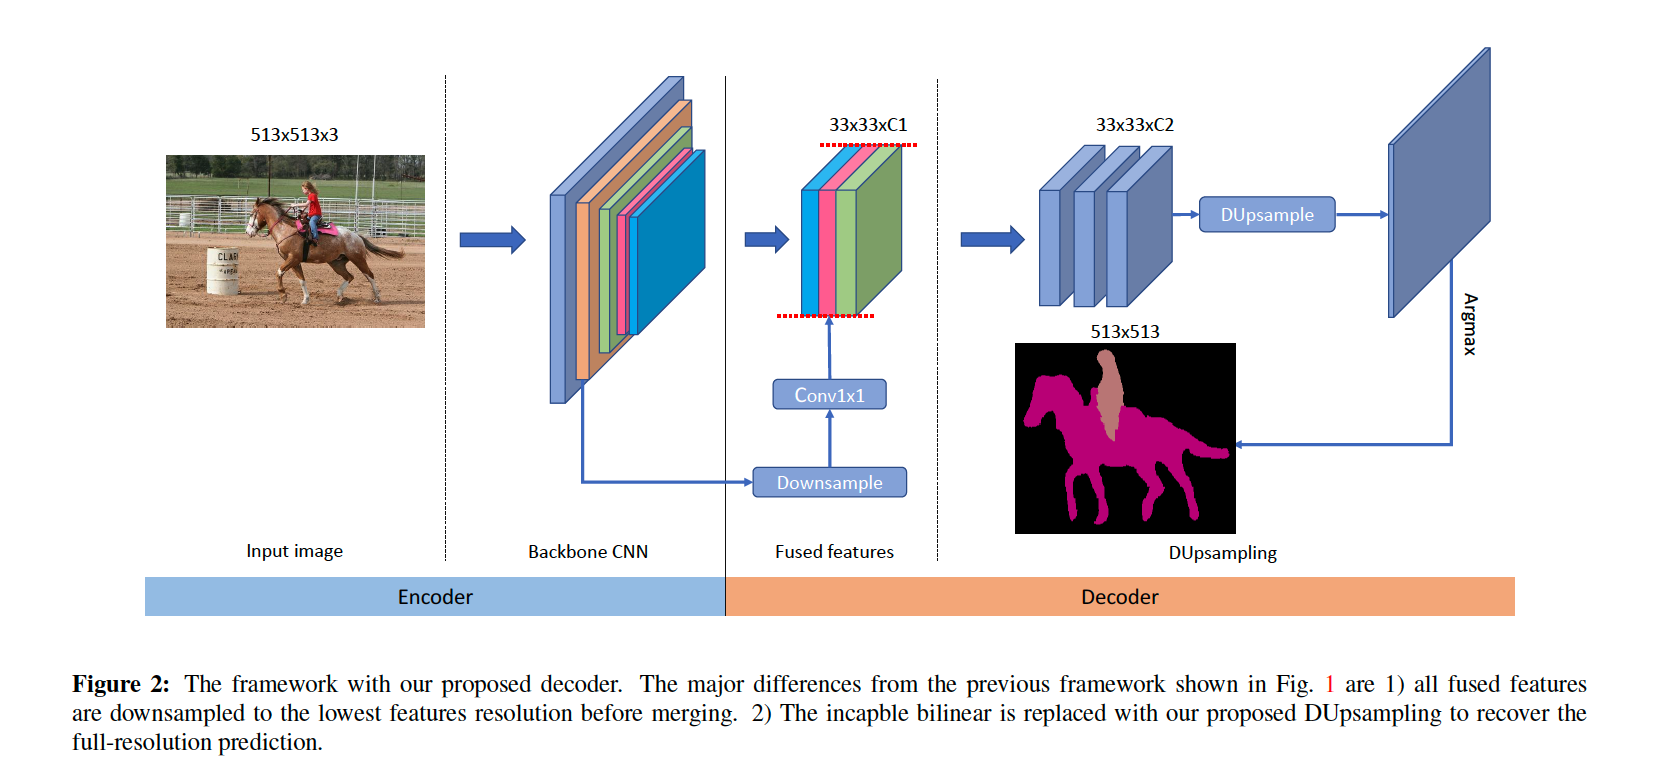 513x513x3
33x33xC1
33x33xC2
CLAR
DUpsample
Argmax
513x513
Conv1x1
Downsample
Input image
Backbone CNN
Fused features
DUpsampling
Encoder
Decoder
Figure 2: The framework with our proposed decoder. The major differences from the previous framework shown in Fig. 1 are 1) all fused features
are downsampled to the lowest features resolution before merging. 2) The incapble bilinear is replaced with our proposed DUpsampling to recover the
full-resolution prediction.